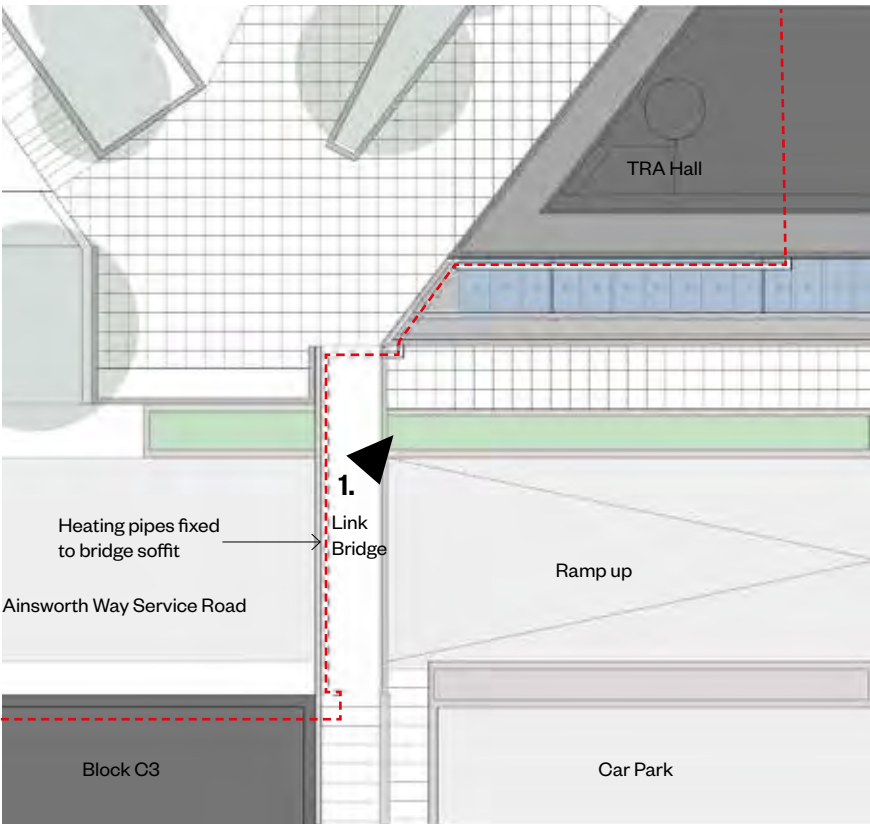 TRA Hall
1.
Link
Bridge
Heating pipes fixed
to bridge soffit
Ramp up
Ainsworth Way Service Road
Block C3
Car Park